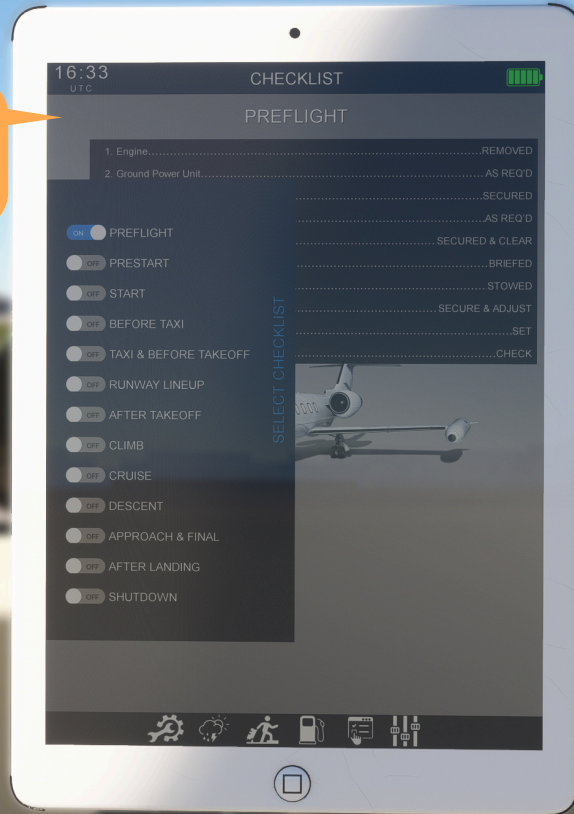 16:33
UTC
CHECKLIST
PREFLIGHT
1. Engine...REMOVED
2. Ground Power Unit...AS REQ'D
...SECURED
...AS REQ'D
...SECURED & CLEAR
...BRIEFED
...STOWED
...SECURE & ADJUST
...SET
...CHECK
SELECT CHECKLIST
ON PREFLIGHT
OFF PRESTART
OFF START
OFF BEFORE TAXI
OFF TAXI & BEFORE TAKEOFF
OFF RUNWAY LINEUP
OFF AFTER TAKEOFF
OFF CLIMB
OFF CRUISE
OFF DESCENT
OFF APPROACH & FINAL
OFF AFTER LANDING
OFF SHUTDOWN